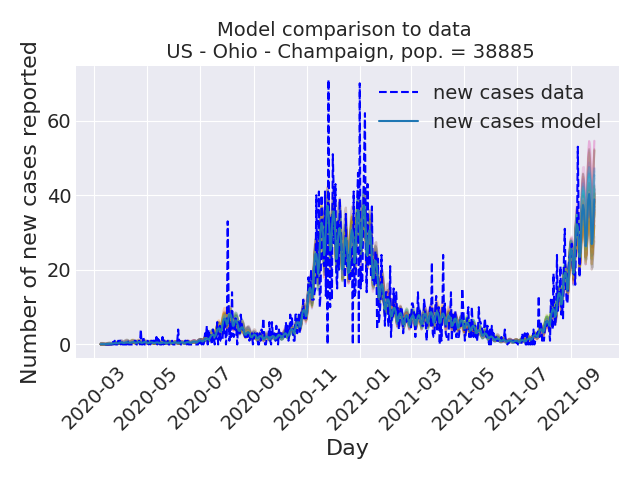 Model comparison to data
US - Ohio - Champaign, pop. = 38885
Number of new cases reported
new cases data
new cases model
60
40
20
0
2020-03
2020-05
2020-07
2020-09
2020-11
2021-01
2021-03
2021-05
2021-07
2021-09
Day